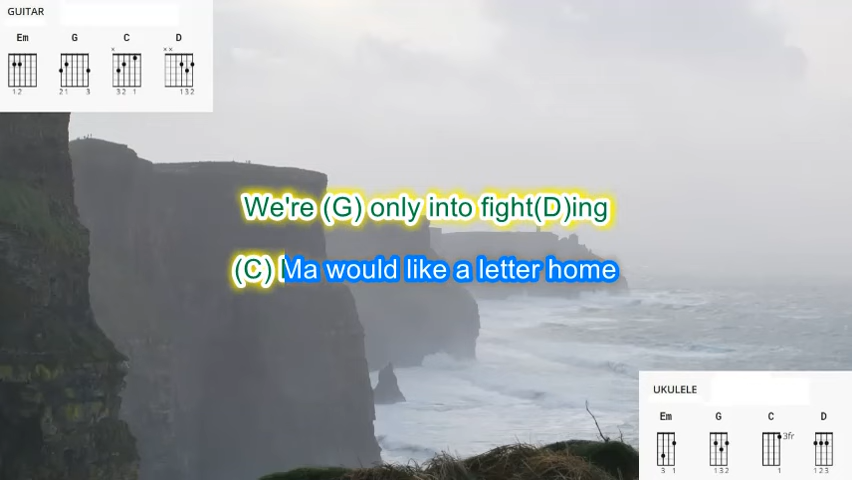 GUITAR
Em G C D
x xx
12 21 3 32 1 132
We're (G) only into fight(D)ing
(C) Ma would like a letter home
UKULELE
Em G C D
3fr
3 1 132 1 123